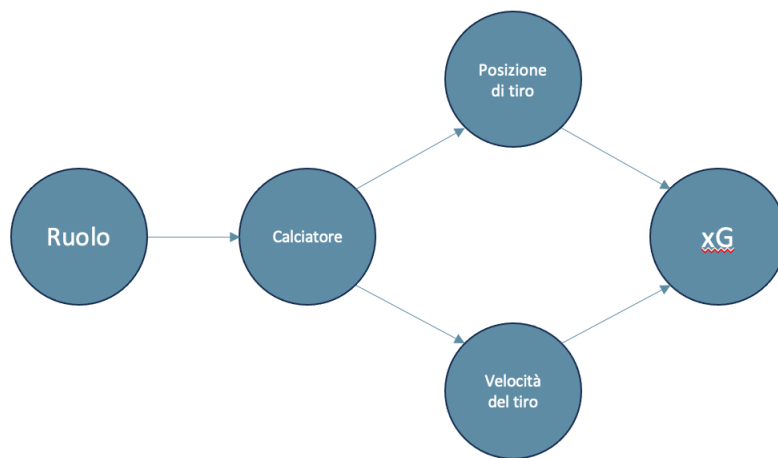 Posizione
di tiro
Ruolo
Calciatore
xG
Velocità
del tiro